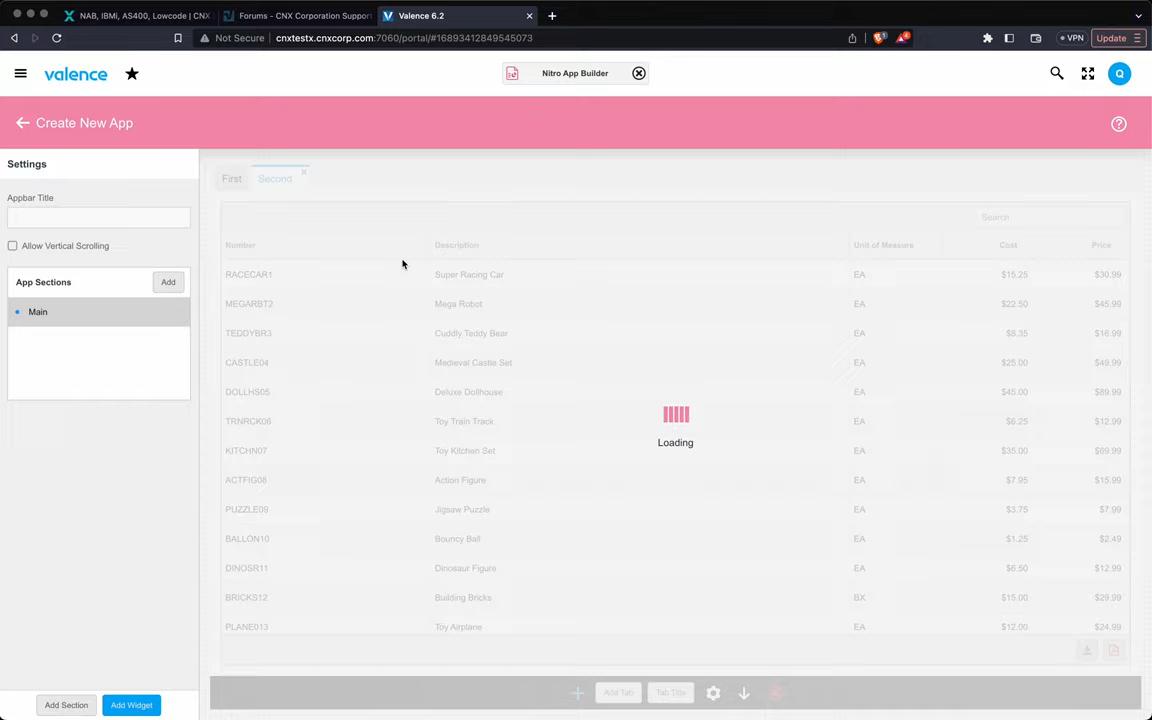 NAB, IBMi, AS400, Lowcode | CNX
Forums - CNX Corporation Support
Valence 6.2
Not Secure
cnxtestx.cnxcorp.com:7060/portal/#16893412849545073
VPN
Update
valence
Nitro App Builder
Q
Create New App
Settings
Appbar Title
Allow Vertical Scrolling
App Sections
Add
Main
Add Section
Add Widget
First
Second
Search
Number Description Unit of Measure Cost Price
RACECAR1 Super Racing Car EA $15.25 $30.99
MEGARBT2 Mega Robot EA $22.50 $45.99
TEDDYBR3 Cuddly Teddy Bear EA $8.35 $16.99
CASTLE04 Medieval Castle Set EA $25.00 $49.99
DOLLHS05 Deluxe Dollhouse EA $45.00 $89.99
TRNRCK06 Toy Train Track EA $6.25 $12.99
KITCHN07 Toy Kitchen Set EA $35.00 $69.99
ACTFIG08 Action Figure EA $7.95 $15.99
PUZZLE09 Jigsaw Puzzle EA $3.75 $7.99
BALLON10 Bouncy Ball EA $1.25 $2.49
DINOSR11 Dinosaur Figure EA $6.50 $12.99
BRICKS12 Building Bricks BX $15.00 $29.99
PLANE013 Toy Airplane EA $12.00 $24.99
Loading
Add Tab
Tab Title